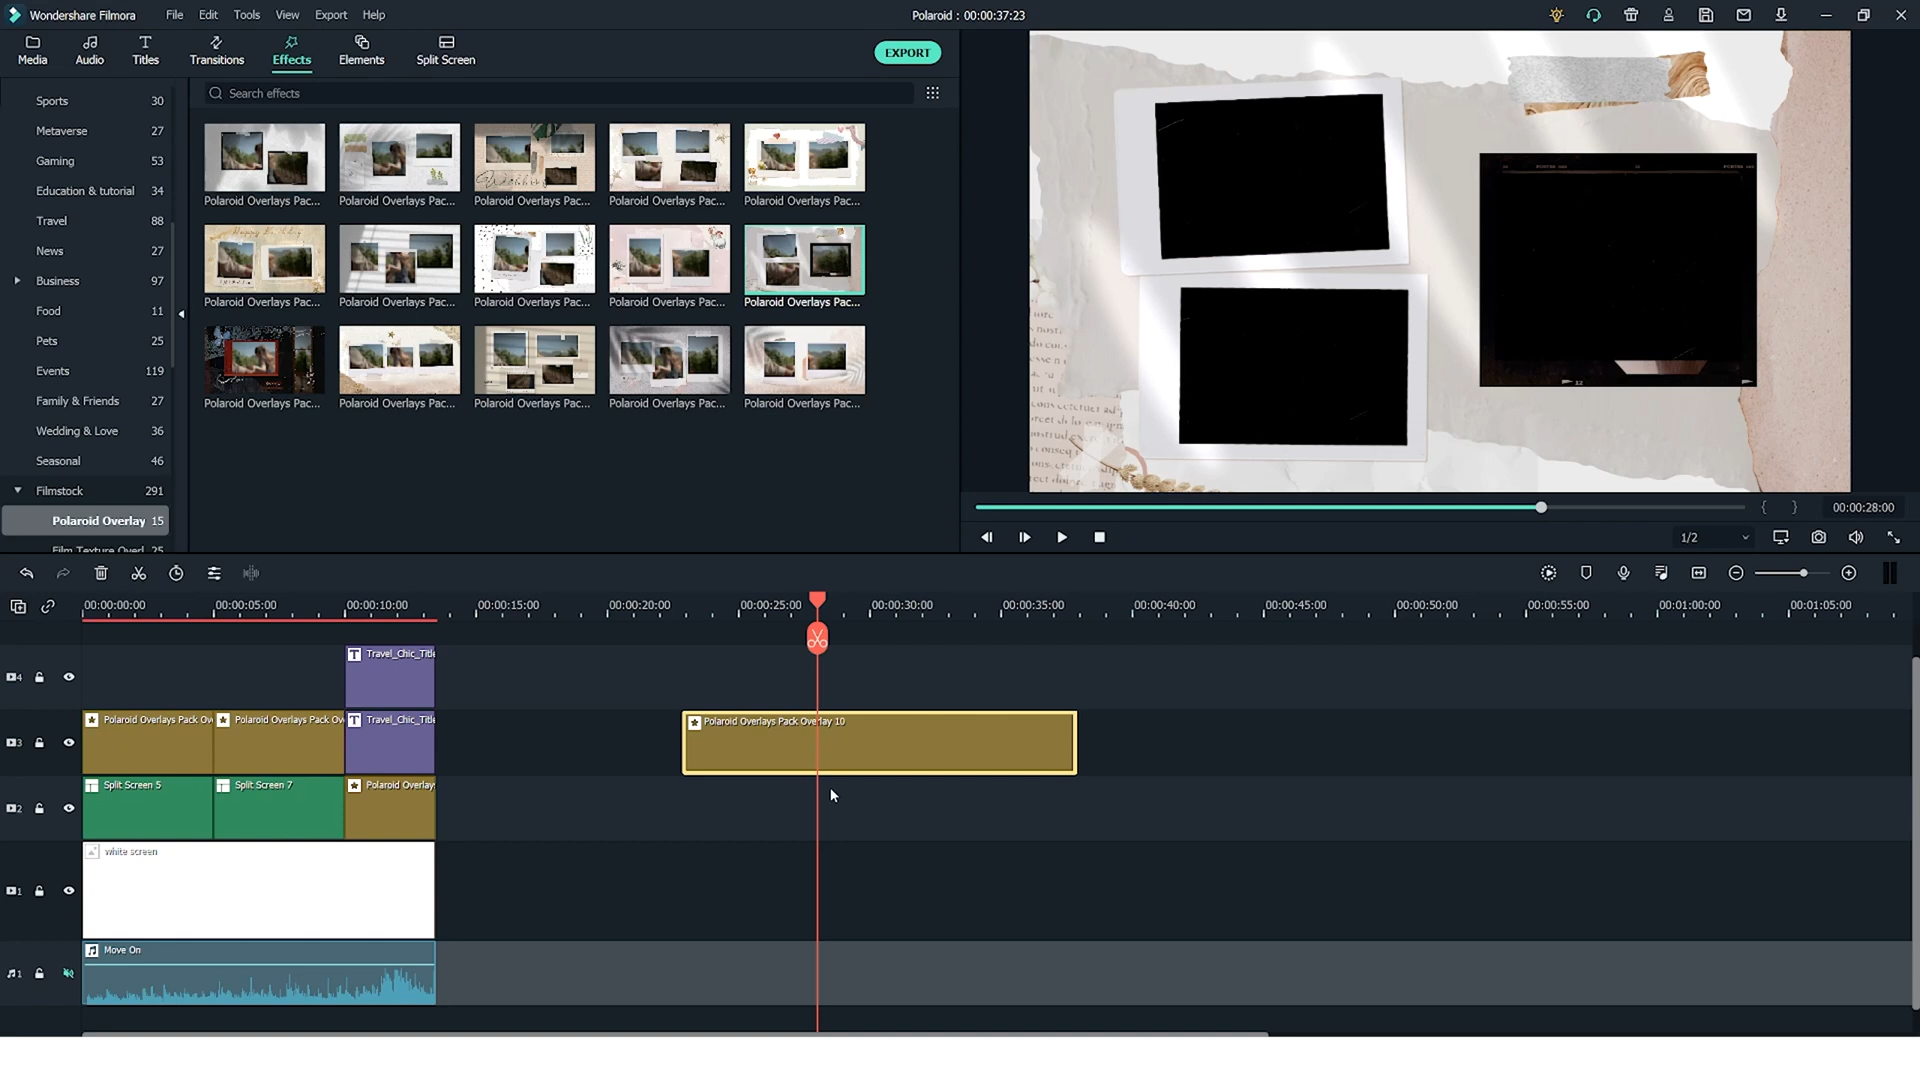 Wondershare Filmora
File Edit Tools View Export Help
Polaroid : 00:00:37:23
Media Audio Titles Transitions Effects Elements Split Screen
EXPORT
Search effects
Sports 30
Metaverse 27
Gaming 53
Education & tutorial 34
Travel 88
News 27
Business 97
Food 11
Pets 25
Events 119
Family & Friends 27
Wedding & Love 36
Seasonal 46
Filmstock 291
Polaroid Overlay 15
Film Texture Overl 25
Polaroid Overlays Pac... Polaroid Overlays Pac... Polaroid Overlays Pac... Polaroid Overlays Pac... Polaroid Overlays Pac...
Polaroid Overlays Pac... Polaroid Overlays Pac... Polaroid Overlays Pac... Polaroid Overlays Pac... Polaroid Overlays Pac...
Polaroid Overlays Pac... Polaroid Overlays Pac... Polaroid Overlays Pac... Polaroid Overlays Pac... Polaroid Overlays Pac...
12
{ } 00:00:28:00
1/2
00:00:00:00 00:00:05:00 00:00:10:00 00:00:15:00 00:00:20:00 00:00:25:00 00:00:30:00 00:00:35:00 00:00:40:00 00:00:45:00 00:00:50:00 00:00:55:00 00:01:00:00 00:01:05:00
4 T Travel_Chic_Title
3 Polaroid Overlays Pack Ov Polaroid Overlays Pack Ov T Travel_Chic_Title Polaroid Overlays Pack Overlay 10
2 Split Screen 5 Split Screen 7 Polaroid Overlay
1 white screen
1 Move On